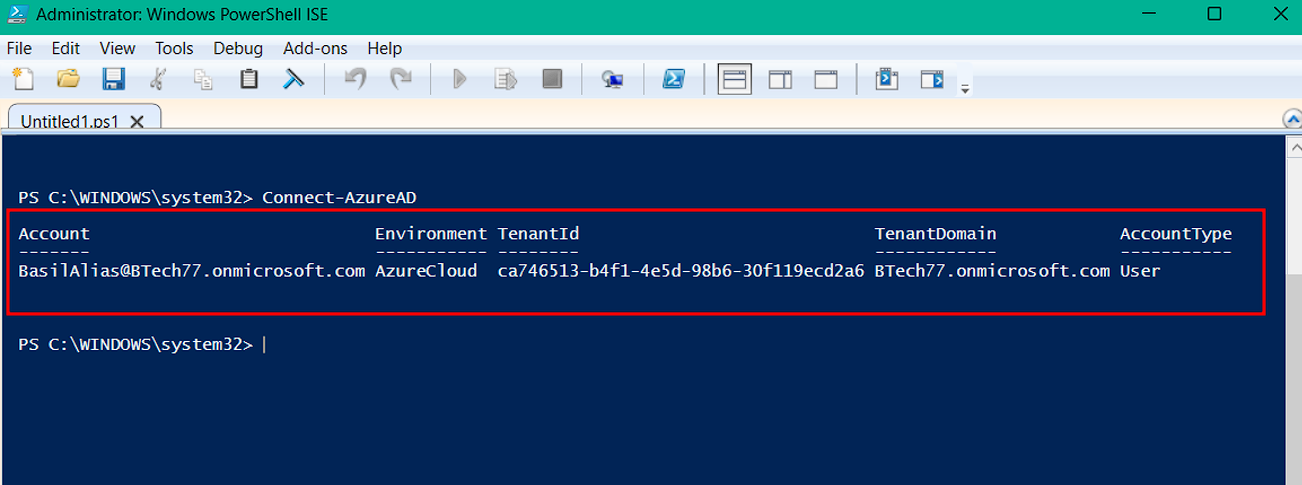 Administrator: Windows PowerShell ISE
File Edit View Tools Debug Add-ons Help
Untitled1.ps1
PS C:\WINDOWS\system32> Connect-AzureAD
Account Environment TenantId TenantDomain AccountType
------- ----------- -------- ------------ -----------
BasilAlias@BTech77.onmicrosoft.com AzureCloud ca746513-b4f1-4e5d-98b6-30f119ecd2a6 BTech77.onmicrosoft.com User
PS C:\WINDOWS\system32>